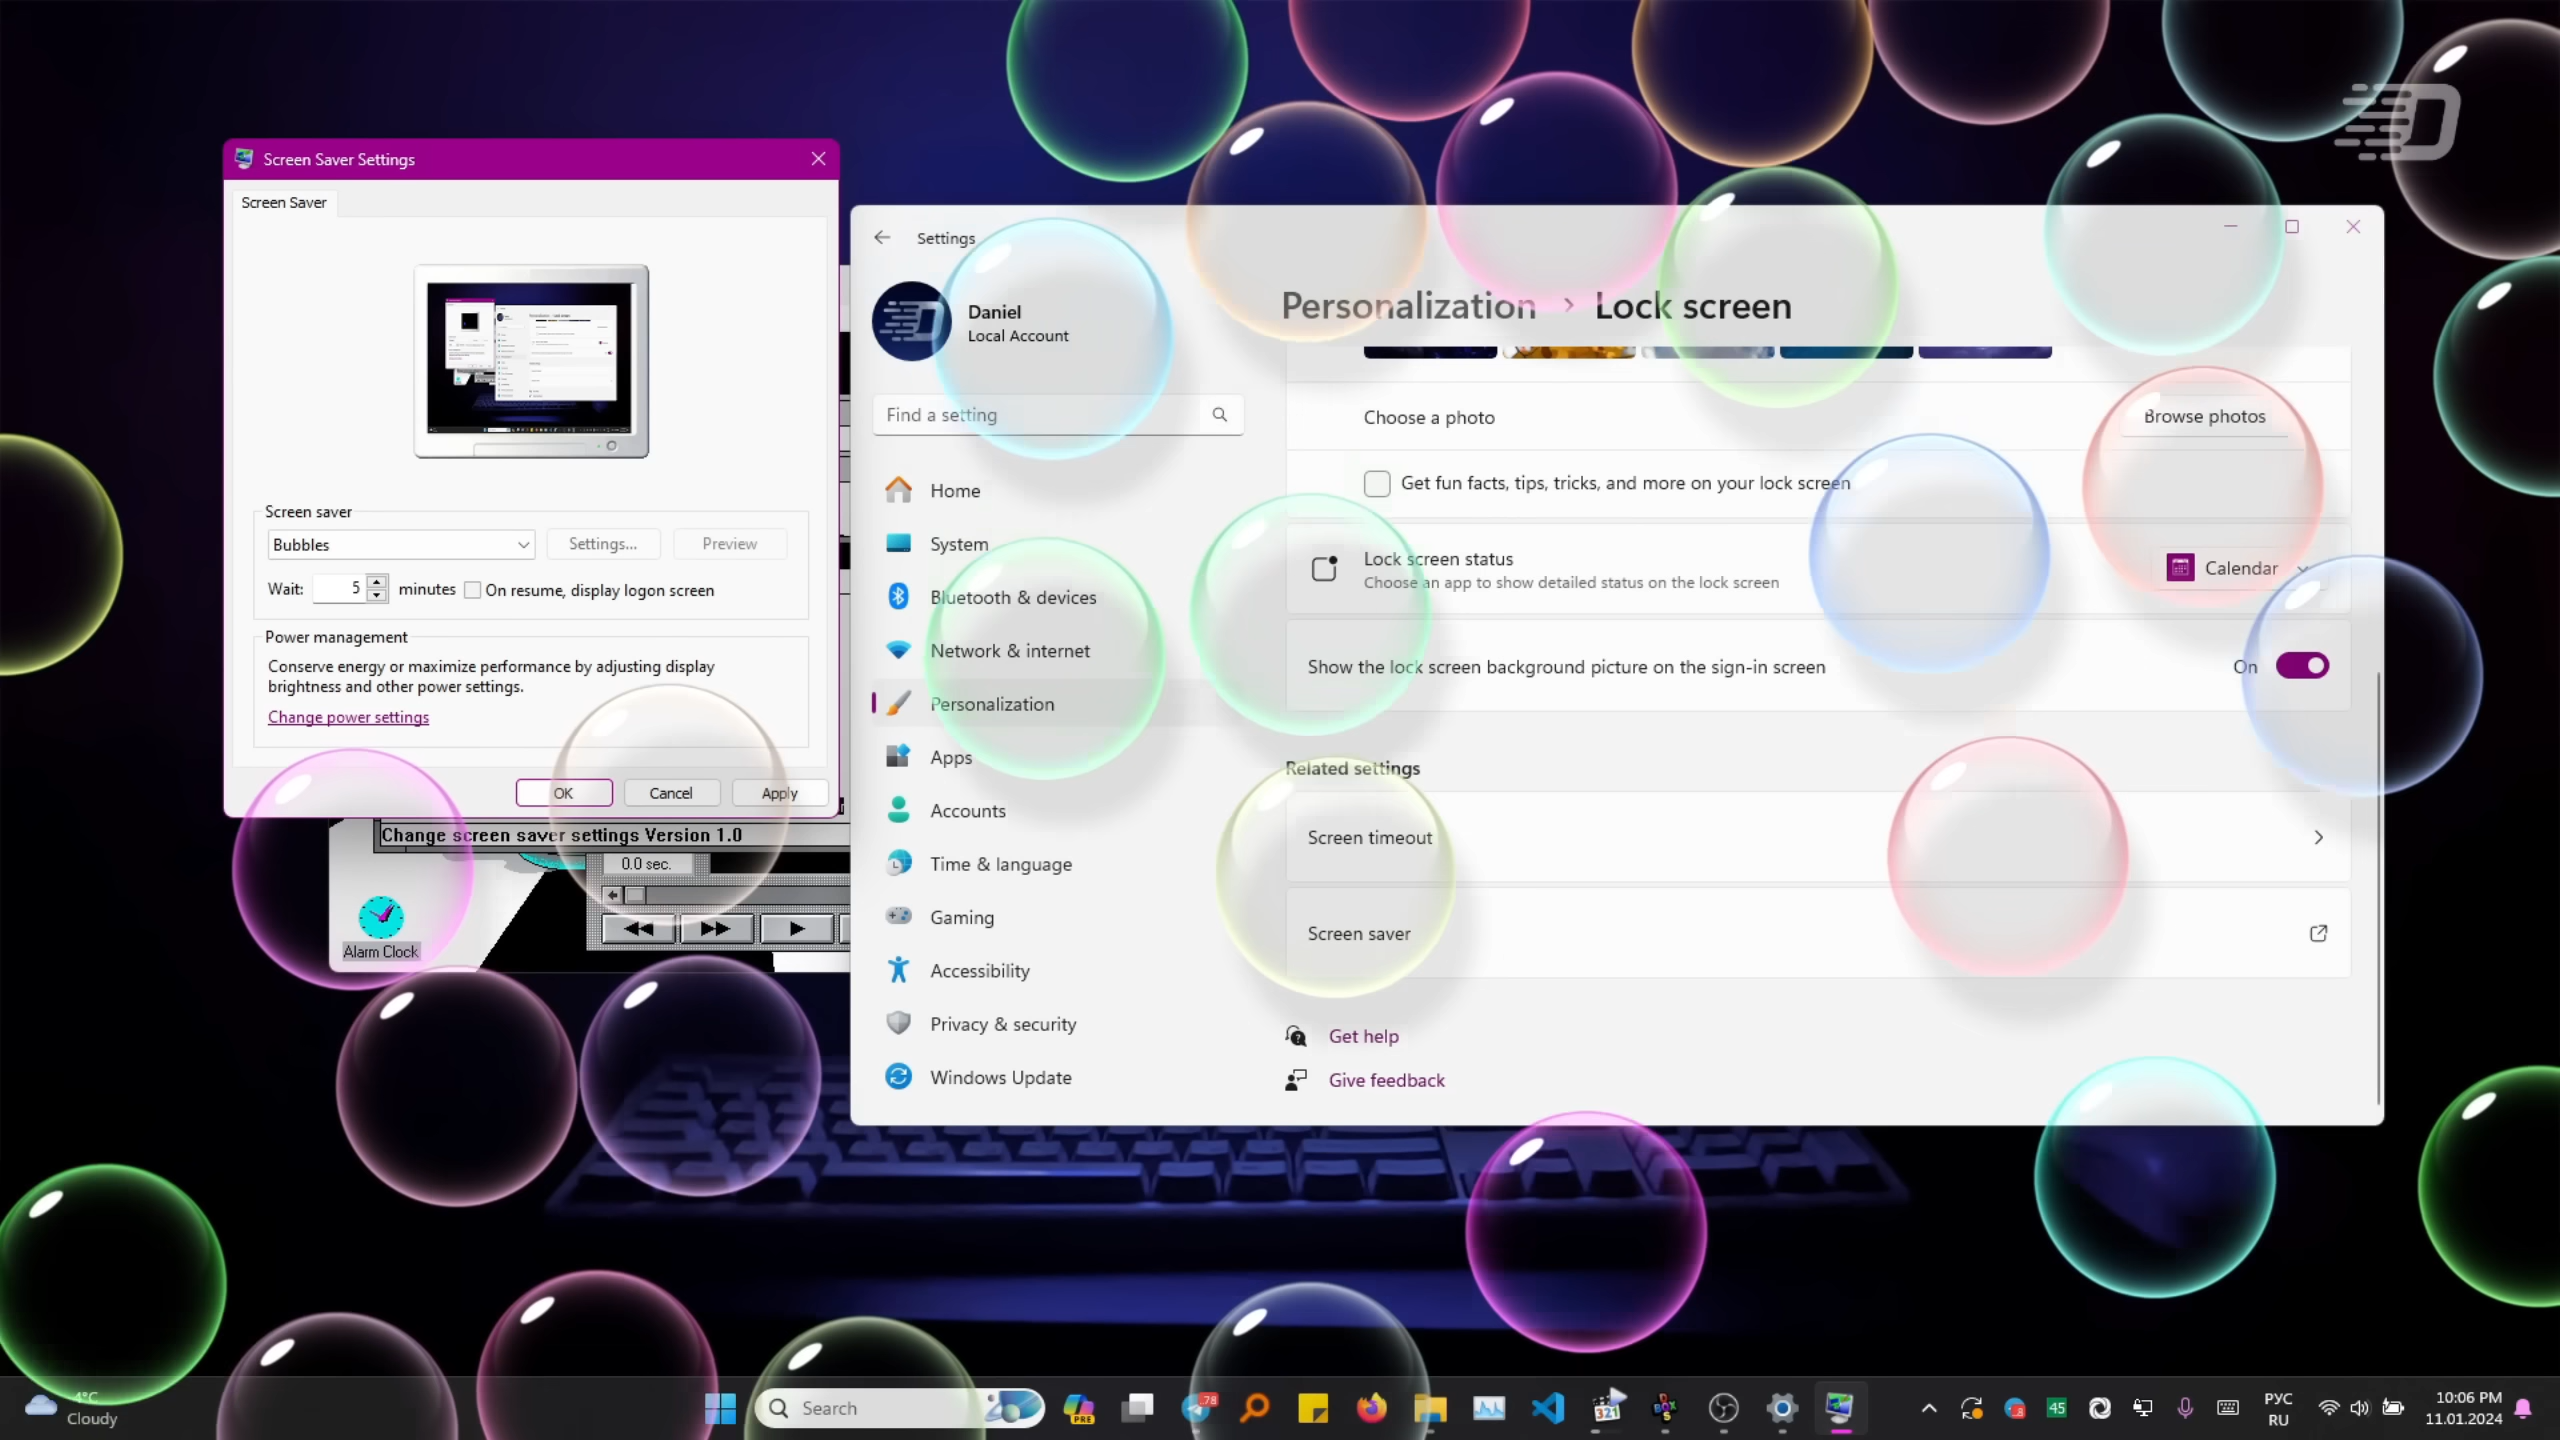 Screen Saver Settings
Screen Saver
Screen saver
Bubbles
Settings...
Preview
Wait: 5 minutes
On resume, display logon screen
Power management
Conserve energy or maximize performance by adjusting display
brightness and other power settings.
Change power settings
OK
Cancel
Apply
Change screen saver settings Version 1.0
0.0 sec.
Alarm Clock
Settings
Daniel
Local Account
Find a setting
Home
System
Bluetooth & devices
Network & internet
Personalization
Apps
Accounts
Time & language
Gaming
Accessibility
Privacy & security
Windows Update
Personalization > Lock screen
Choose a photo
Browse photos
Get fun facts, tips, tricks, and more on your lock screen
Lock screen status
Choose an app to show detailed status on the lock screen
Calendar
Show the lock screen background picture on the sign-in screen
On
Related settings
Screen timeout
Screen saver
Get help
Give feedback
D
Cloudy
Search
PRE
78
321
45
РУС
RU
10:06 PM
11.01.2024